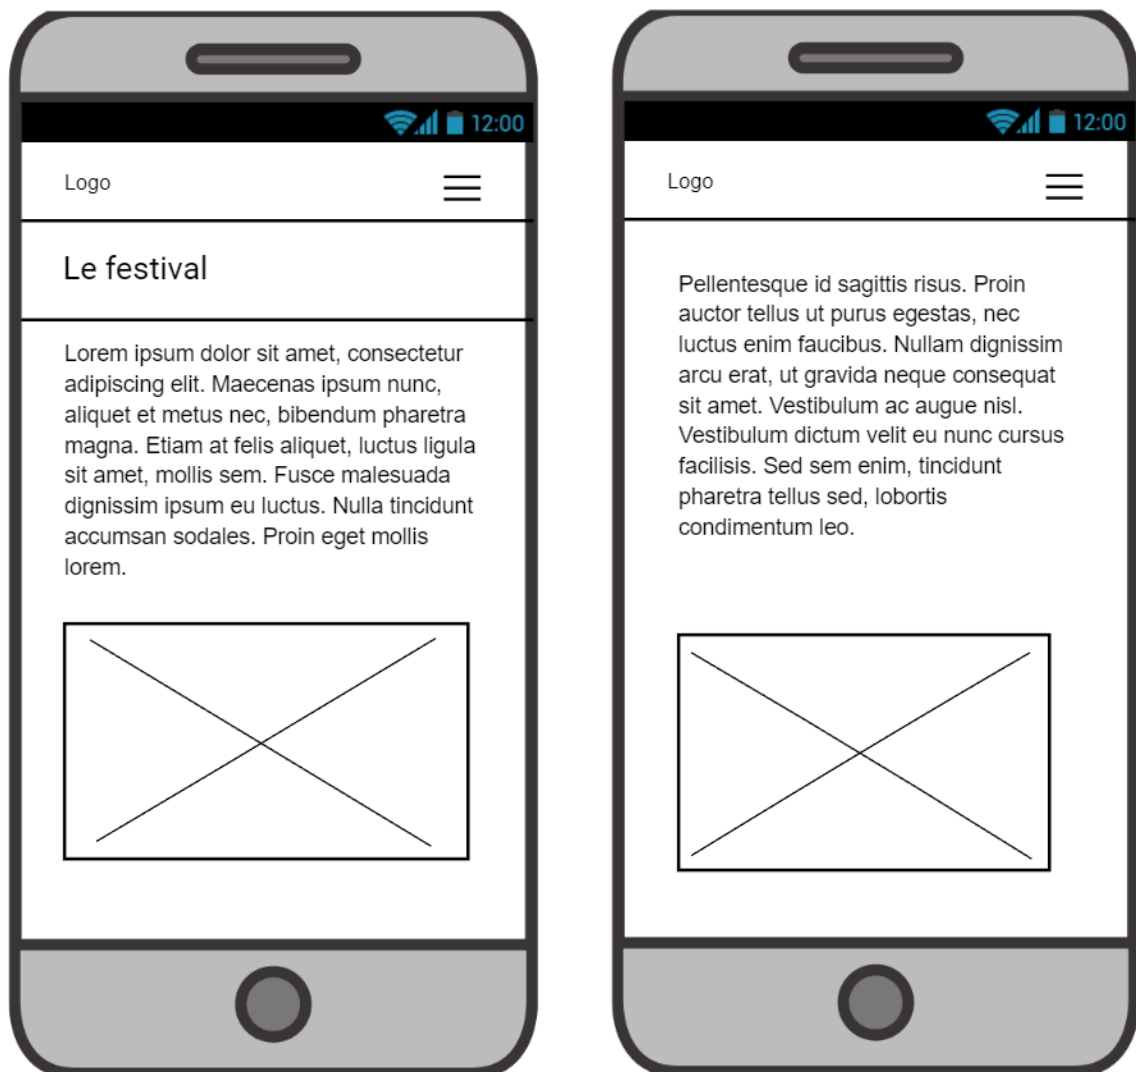 12:00
Logo
Le festival
Lorem ipsum dolor sit amet, consectetur
adipiscing elit. Maecenas ipsum nunc,
aliquet et metus nec, bibendum pharetra
magna. Etiam at felis aliquet, luctus ligula
sit amet, mollis sem. Fusce malesuada
dignissim ipsum eu luctus. Nulla tincidunt
accumsan sodales. Proin eget mollis
lorem.
12:00
Logo
Pellentesque id sagittis risus. Proin
auctor tellus ut purus egestas, nec
luctus enim faucibus. Nullam dignissim
arcu erat, ut gravida neque consequat
sit amet. Vestibulum ac augue nisl.
Vestibulum dictum velit eu nunc cursus
facilisis. Sed sem enim, tincidunt
pharetra tellus sed, lobortis
condimentum leo.